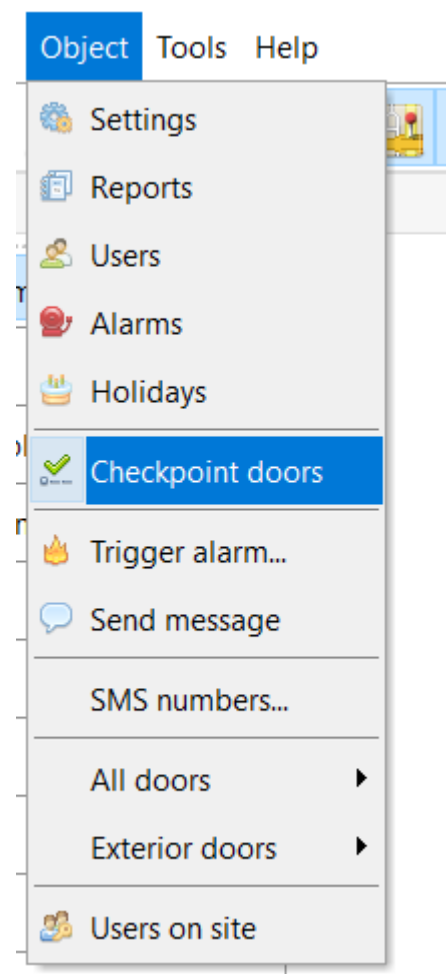 Object Tools Help
Settings
Reports
Users
Alarms
Holidays
Checkpoint doors
Trigger alarm...
Send message
SMS numbers...
All doors
Exterior doors
Users on site